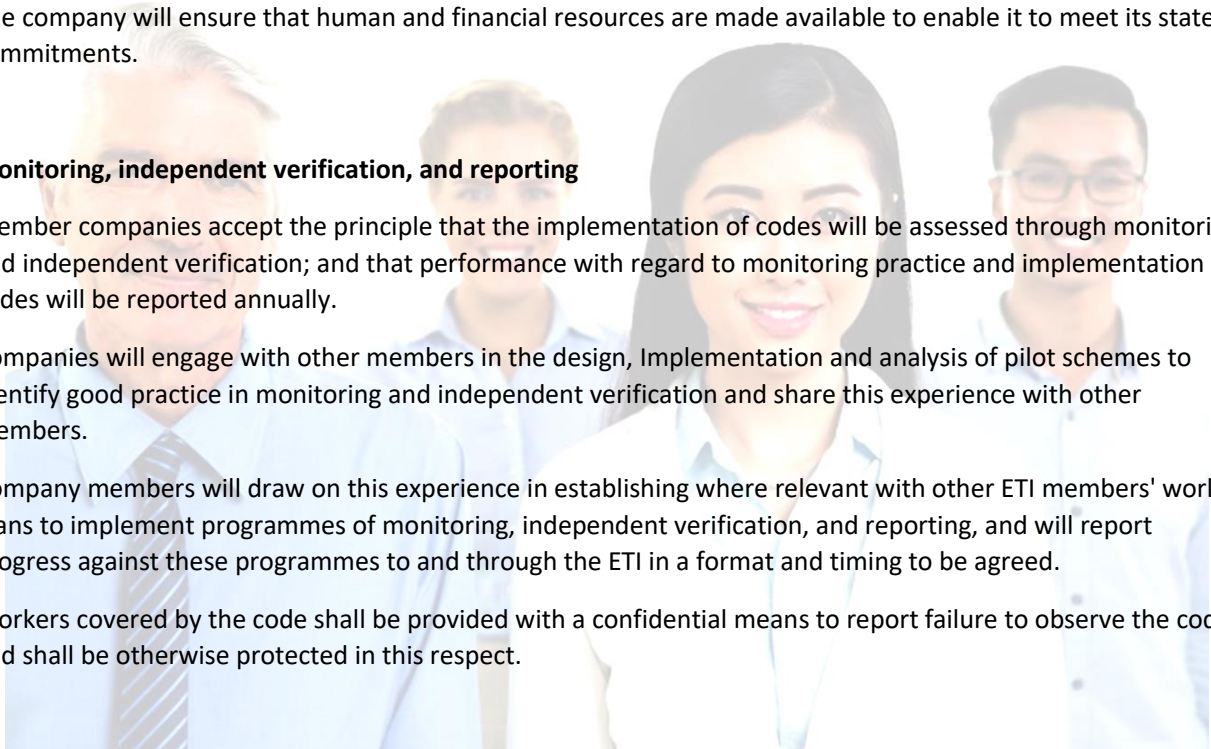 e company will ensure that human and financial resources are made available to enable it to meet its state
mmitments.
onitoring, independent verification, and reporting
ember companies accept the principle that the implementation of codes will be assessed through monitori
d independent verification; and that performance with regard to monitoring practice and implementation
des will be reported annually.
ompanies will engage with other members in the design, Implementation and analysis of pilot schemes to
entify good practice in monitoring and independent verification and share this experience with other
embers.
ompany members will draw on this experience in establishing where relevant with other ETI members' work
ans to implement programmes of monitoring, independent verification, and reporting, and will report
ogress against these programmes to and through the ETI in a format and timing to be agreed.
orkers covered by the code shall be provided with a confidential means to report failure to observe the cod
d shall be otherwise protected in this respect.